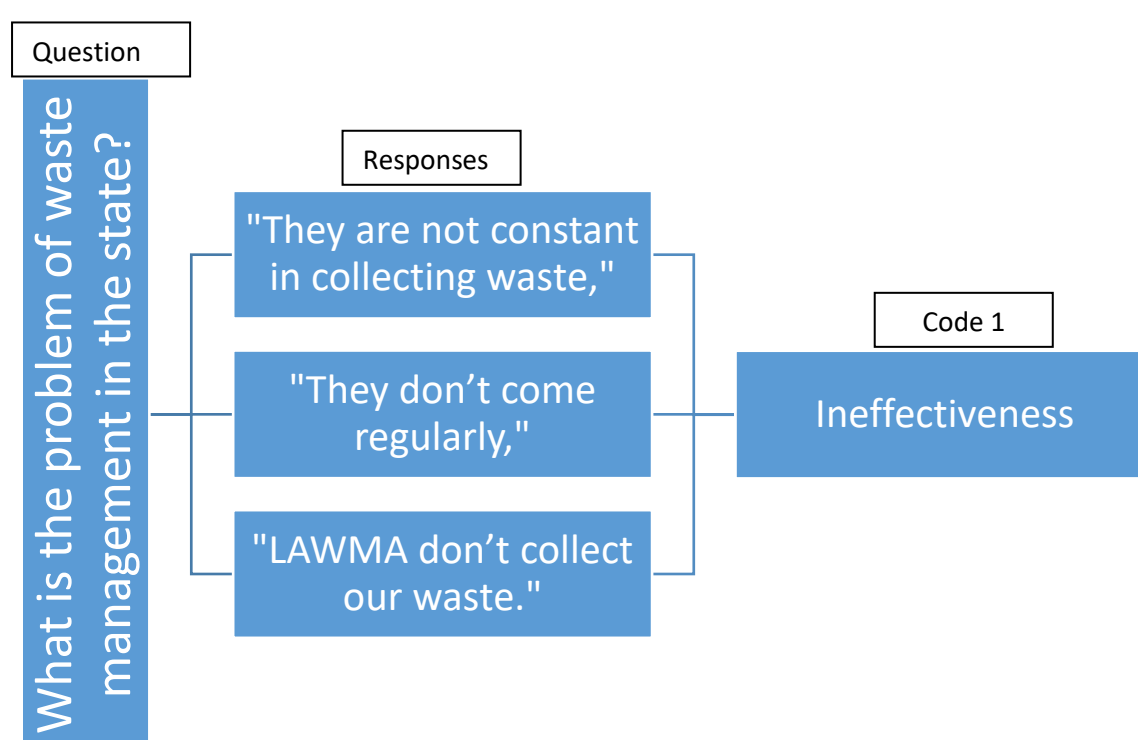 Question
What is the problem of waste
management in the state?
Responses
"They are not constant
in collecting waste,"
"They don’t come
regularly,"
"LAWMA don’t collect
our waste."
Code 1
Ineffectiveness